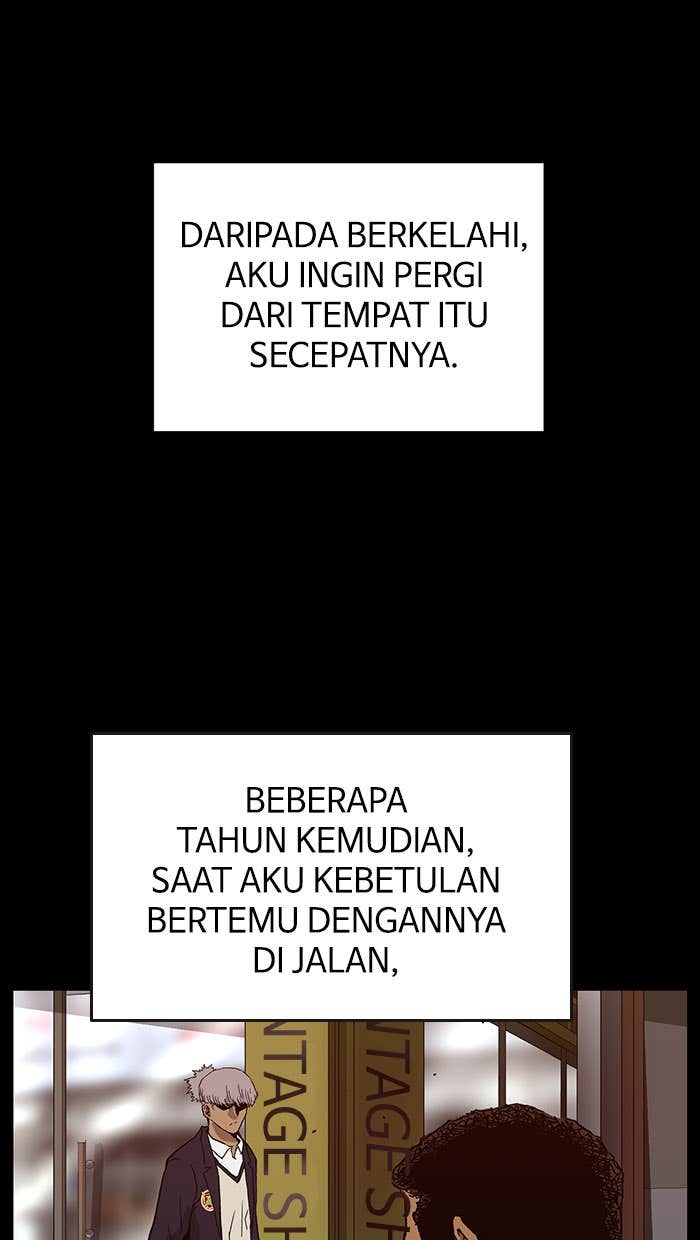 DARIPADA BERKELAHI,
AKU INGIN PERGI
DARI TEMPAT ITU
SECEPATNYA.
BEBERAPA
TAHUN KEMUDIAN,
SAAT AKU KEBETULAN
BERTEMU DENGANNYA
DI JALAN,
NTAGE SH
NTAGE SH